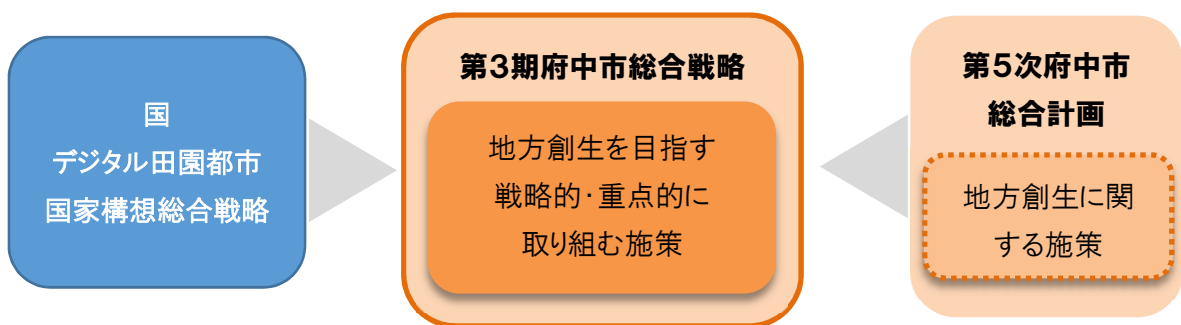 国
デジタル田園都市
国家構想総合戦略
第3期府中市総合戦略
地方創生を目指す
戦略的・重点的に
取り組む施策
第5次府中市
総合計画
地方創生に関
する施策